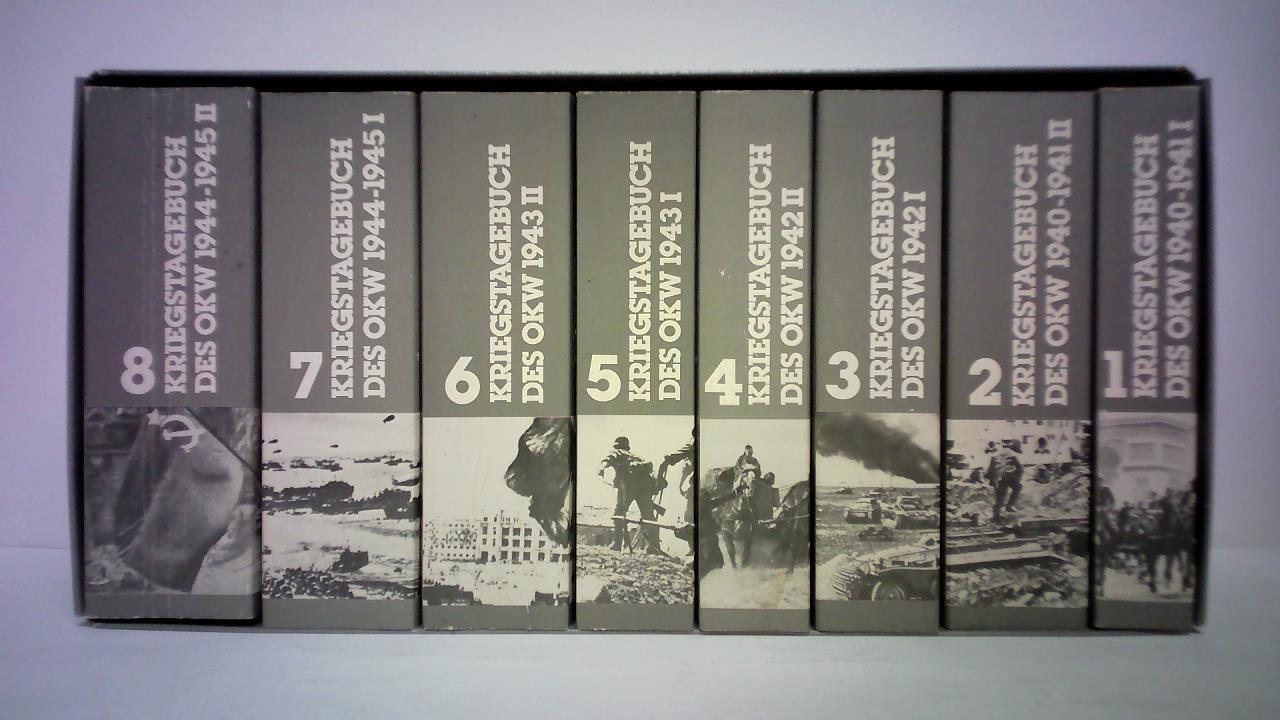 8
KRIEGSTAGEBUCH
DES OKW 1944-1945 II
7
KRIEGSTAGEBUCH
DES OKW 1944-1945 I
6
KRIEGSTAGEBUCH
DES OKW 1943 II
5
KRIEGSTAGEBUCH
DES OKW 1943 I
4
KRIEGSTAGEBUCH
DES OKW 1942 II
3
KRIEGSTAGEBUCH
DES OKW 1942 I
2
KRIEGSTAGEBUCH
DES OKW 1940-1941 II
1
KRIEGSTAGEBUCH
DES OKW 1940-1941 I